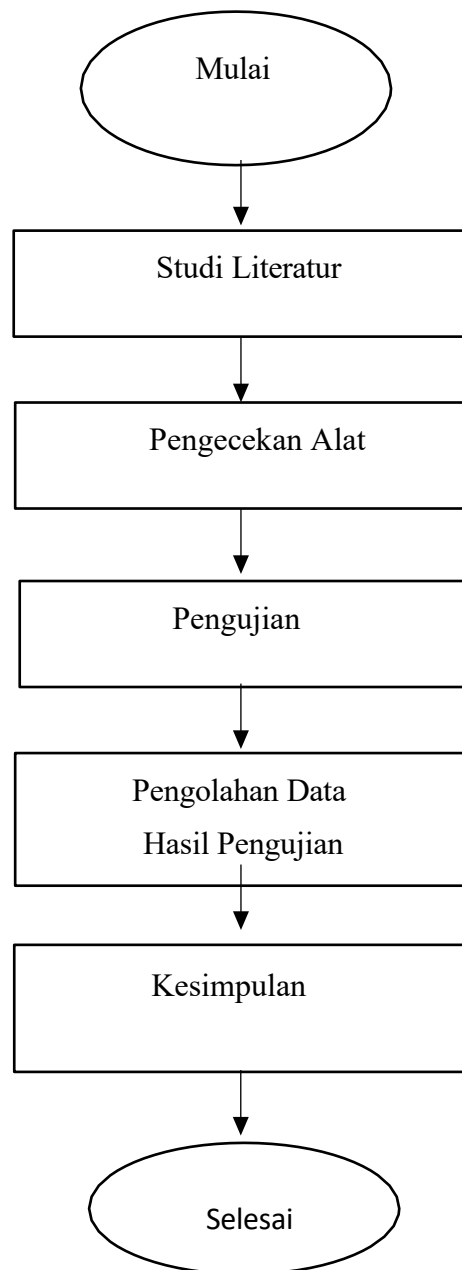 Mulai
Studi Literatur
Pengecekan Alat
Pengujian
Pengolahan Data
Hasil Pengujian
Kesimpulan
Selesai